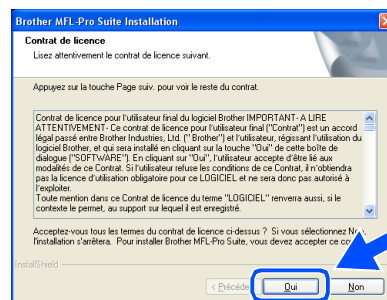 Brother MFL-Pro Suite Installation
Contrat de licence
Lisez attentivement le contrat de licence suivant.
Appuyez sur la touche Page suiv. pour voir le reste du contrat.
Contrat de licence pour l'utilisateur final du logiciel Brother IMPORTANT- A LIRE
ATTENTIVEMENT- Ce contrat de licence pour l'utilisateur final ("Contrat") est un accord
légal passé entre Brother Industries, Ltd. ("Brother") et l'utilisateur, régissant l'utilisation du
logiciel Brother, et qui sera installé en cliquant sur la touche "Oui" de cette boîte de
dialogue ("SOFTWARE"). En cliquant sur "Oui", l'utilisateur accepte d'être lié aux
modalités de ce Contrat. Si l'utilisateur refuse les conditions de ce Contrat, il n'obtiendra
pas la licence d'utilisation obligatoire pour ce LOGICIEL et ne sera donc pas autorisé à
l'exploiter.
Toute mention dans ce Contrat de licence du terme "LOGICIEL" renverra aussi, si le
contexte le permet, au support sur lequel il est enregistré.
Acceptez-vous tous les termes du contrat de licence ci-dessus ? Si vous sélectionnez
l'installation s'arrêtera. Pour installer Brother MFL-Pro Suite, vous devez accepter ce
InstallShield
< Précéde
Oui
Non